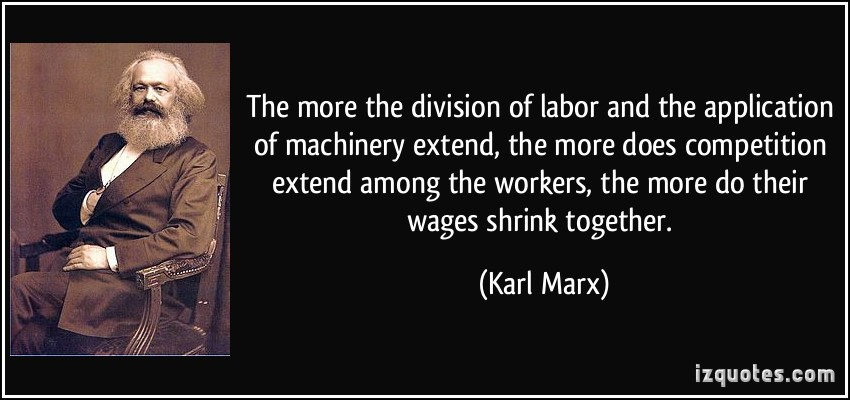 The more the division of labor and the application
of machinery extend, the more does competition
extend among the workers, the more do their
wages shrink together.
(Karl Marx)
izquotes.com